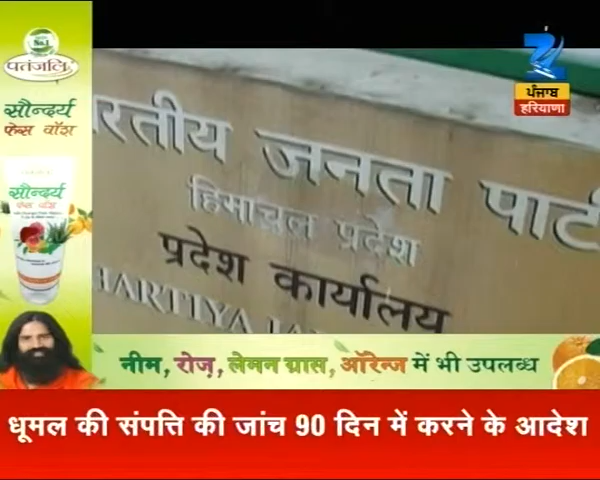 पतंजलि
सौन्दर्य
फेस वॉश
सौन्दर्य
पंजाब
हरियाणा
रतीय जनता पार्टी
हिमाचल प्रदेश
प्रदेश कार्यालय
HARTIYA JA
नीम, रोज़, लेमन ग्रास, ऑरेन्ज में भी उपलब्ध
धूमल की संपत्ति की जांच 90 दिन में करने के आदेश